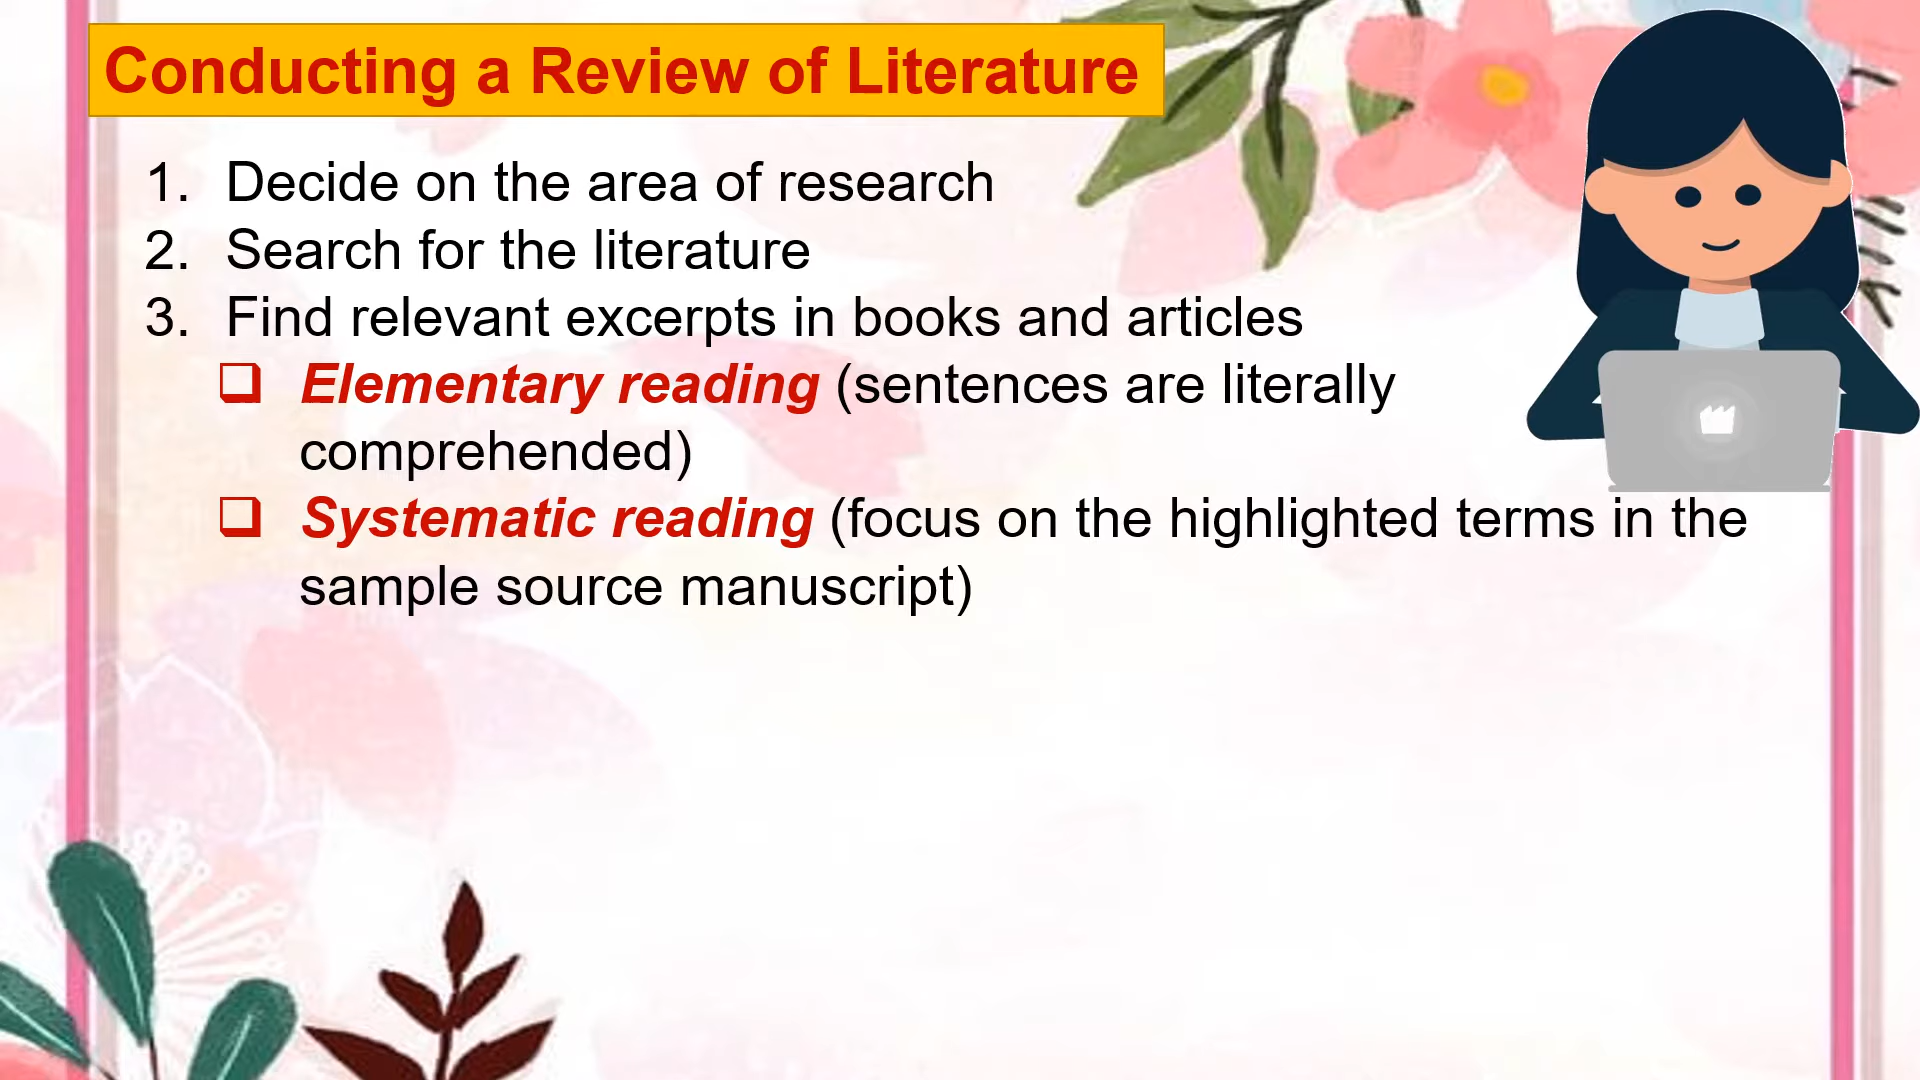 Conducting a Review of Literature
1. Decide on the area of research
2. Search for the literature
3. Find relevant excerpts in books and articles
❑ Elementary reading (sentences are literally
comprehended)
❑ Systematic reading (focus on the highlighted terms in the
sample source manuscript)